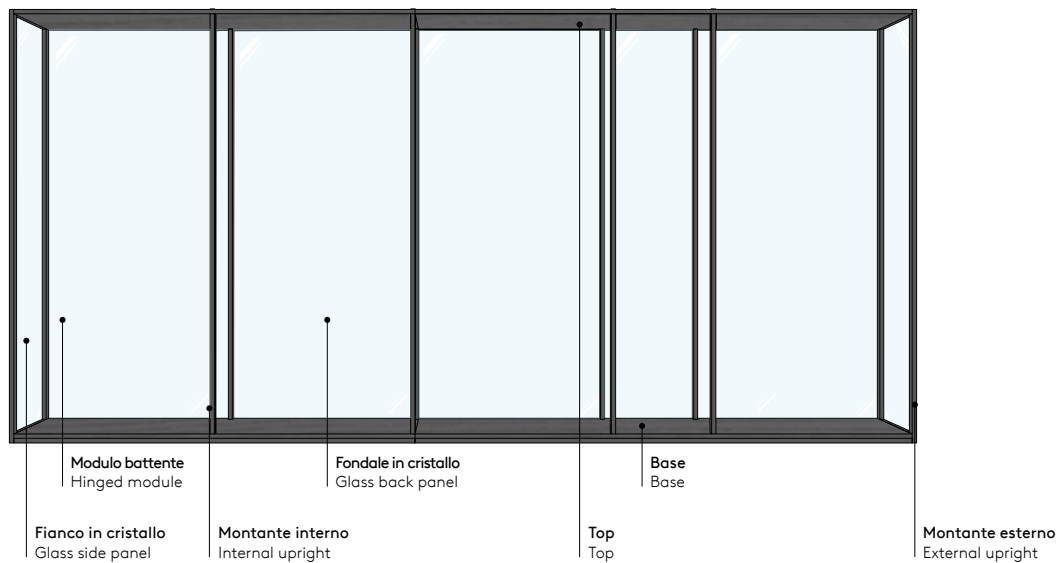 Modulo battente
Hinged module
Fondale in cristallo
Glass back panel
Base
Base
Fianco in cristallo
Glass side panel
Montante interno
Internal upright
Top
Top
Montante esterno
External upright